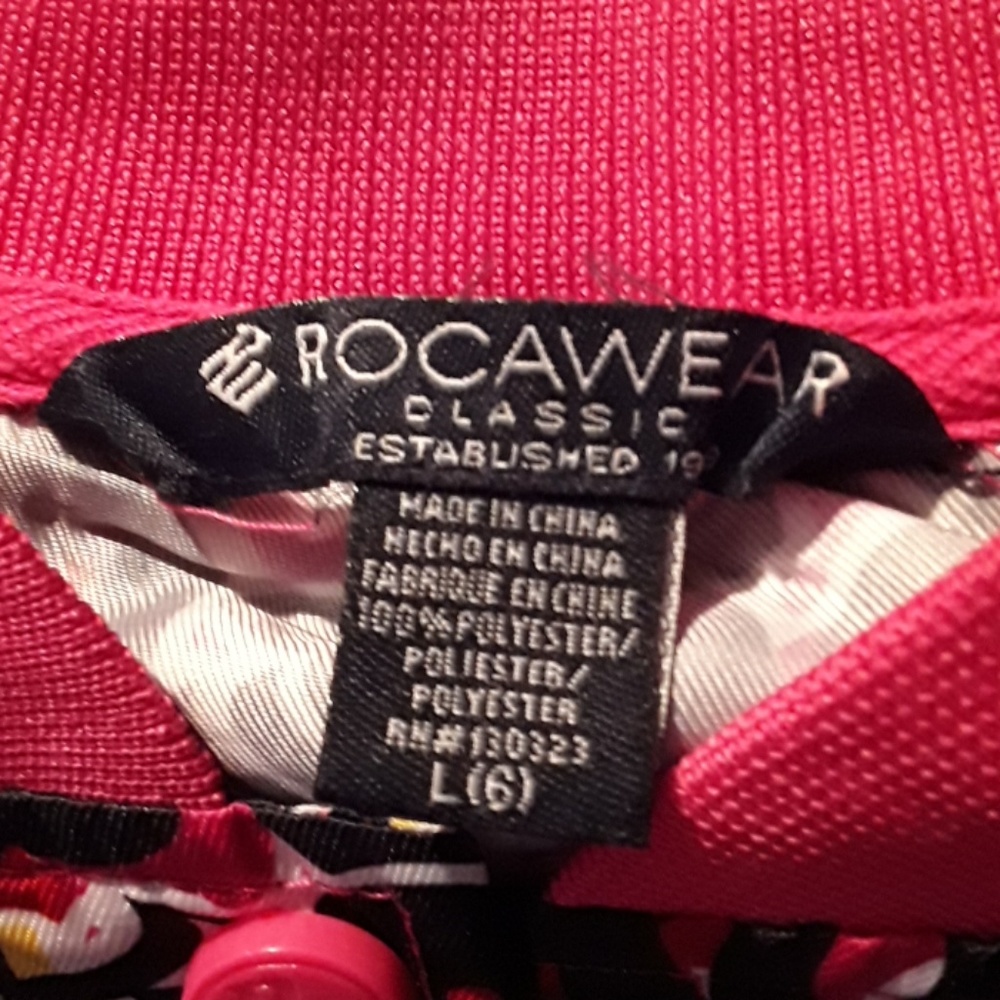 ROCAWEAR
CLASSIC
ESTABLISHED
MADE IN CHINA
HECHO EN CHINA
FABRIQUE EN CHINE
100% POLYESTER/
POLIESTER/
POLYESTER
RN#130323
L(6)